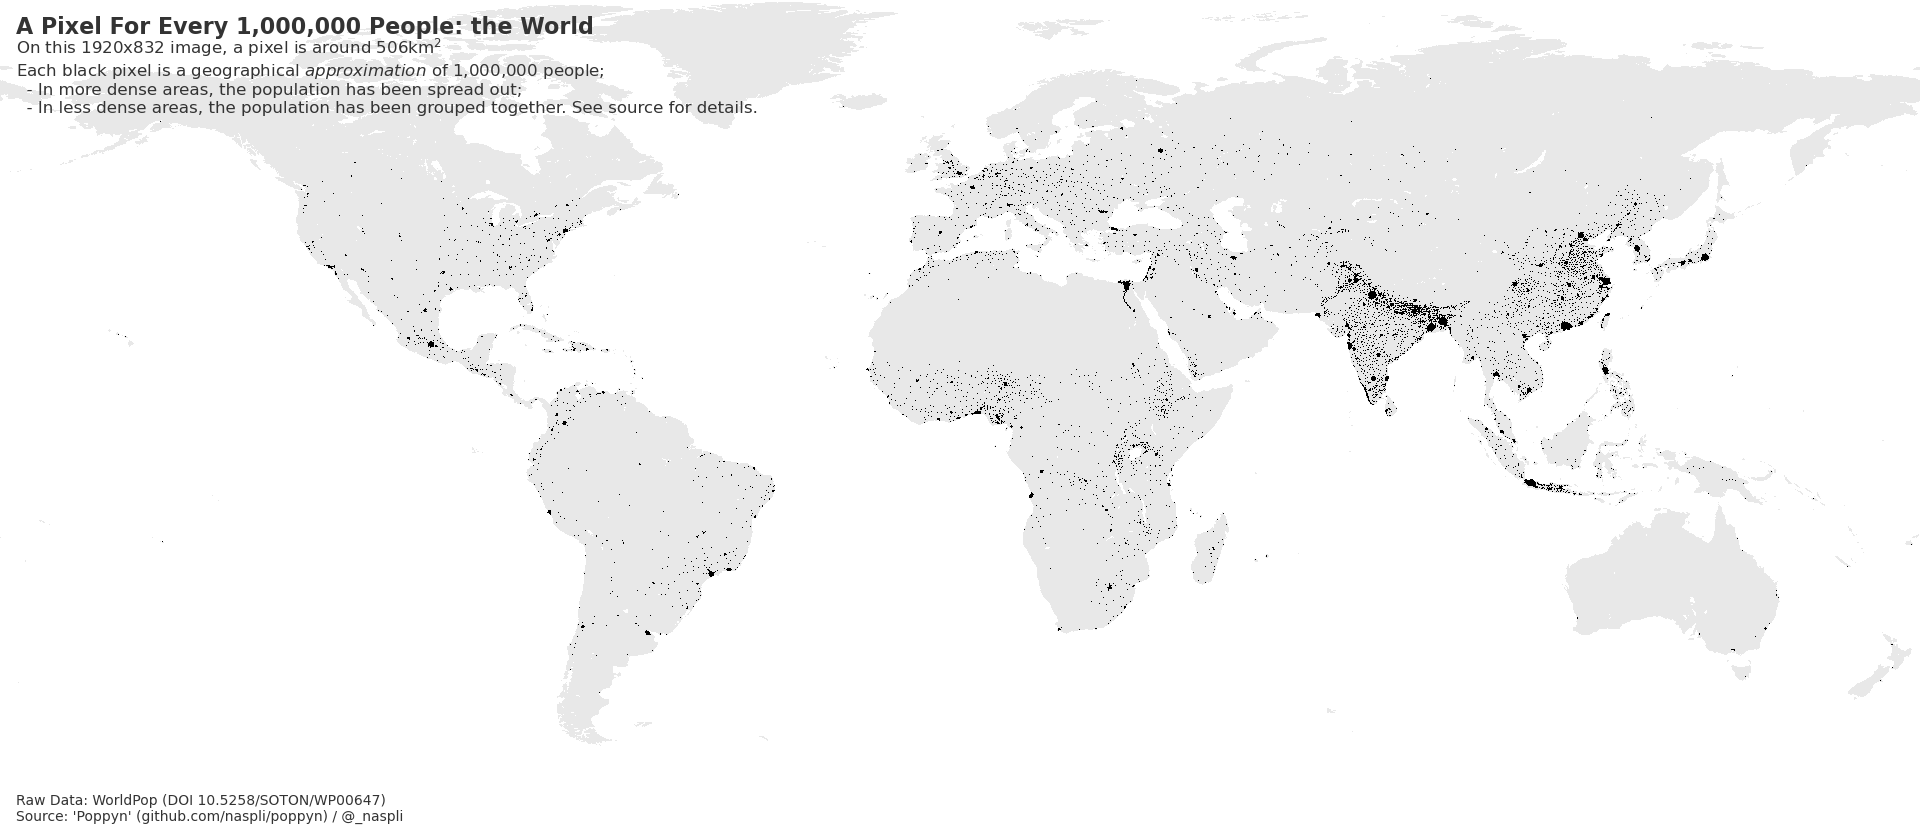 A Pixel For Every 1,000,000 People: the World
On this 1920x832 image, a pixel is around 506km²
Each black pixel is a geographical approximation of 1,000,000 people;
- In more dense areas, the population has been spread out;
- In less dense areas, the population has been grouped together. See source for details.
Raw Data: WorldPop (DOI 10.5258/SOTON/WP00647)
Source: 'Poppyn' (github.com/naspli/poppyn) / @_naspli